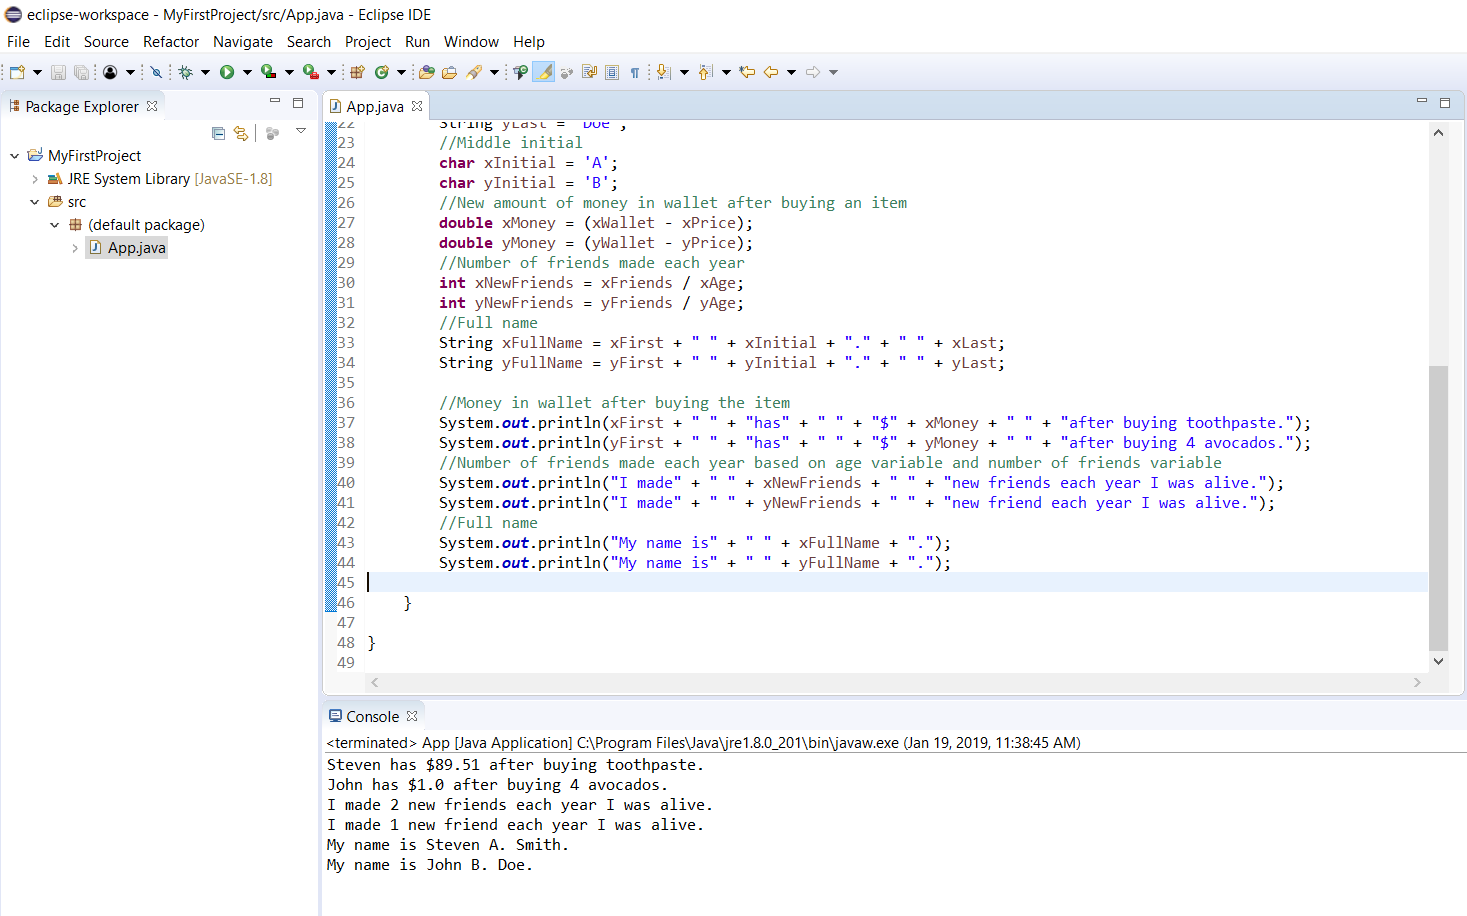 eclipse-workspace - MyFirstProject/src/App.java - Eclipse IDE
File Edit Source Refactor Navigate Search Project Run Window Help
Package Explorer
MyFirstProject
JRE System Library [JavaSE-1.8]
src
(default package)
App.java
App.java
22 String yLast = "Doe";
23 //Middle initial
24 char xInitial = 'A';
25 char yInitial = 'B';
26 //New amount of money in wallet after buying an item
27 double xMoney = (xWallet - xPrice);
28 double yMoney = (yWallet - yPrice);
29 //Number of friends made each year
30 int xNewFriends = xFriends / xAge;
31 int yNewFriends = yFriends / yAge;
32 //Full name
33 String xFullName = xFirst + " " + xInitial + "." + " " + xLast;
34 String yFullName = yFirst + " " + yInitial + "." + " " + yLast;
35
36 //Money in wallet after buying the item
37 System.out.println(xFirst + " " + "has" + " " + "$" + xMoney + " " + "after buying toothpaste.");
38 System.out.println(yFirst + " " + "has" + " " + "$" + yMoney + " " + "after buying 4 avocados.");
39 //Number of friends made each year based on age variable and number of friends variable
40 System.out.println("I made" + " " + xNewFriends + " " + "new friends each year I was alive.");
41 System.out.println("I made" + " " + yNewFriends + " " + "new friend each year I was alive.");
42 //Full name
43 System.out.println("My name is" + " " + xFullName + ".");
44 System.out.println("My name is" + " " + yFullName + ".");
45
46 }
47
48 }
49
Console
<terminated> App [Java Application] C:\Program Files\Java\jre1.8.0_201\bin\javaw.exe (Jan 19, 2019, 11:38:45 AM)
Steven has $89.51 after buying toothpaste.
John has $1.0 after buying 4 avocados.
I made 2 new friends each year I was alive.
I made 1 new friend each year I was alive.
My name is Steven A. Smith.
My name is John B. Doe.